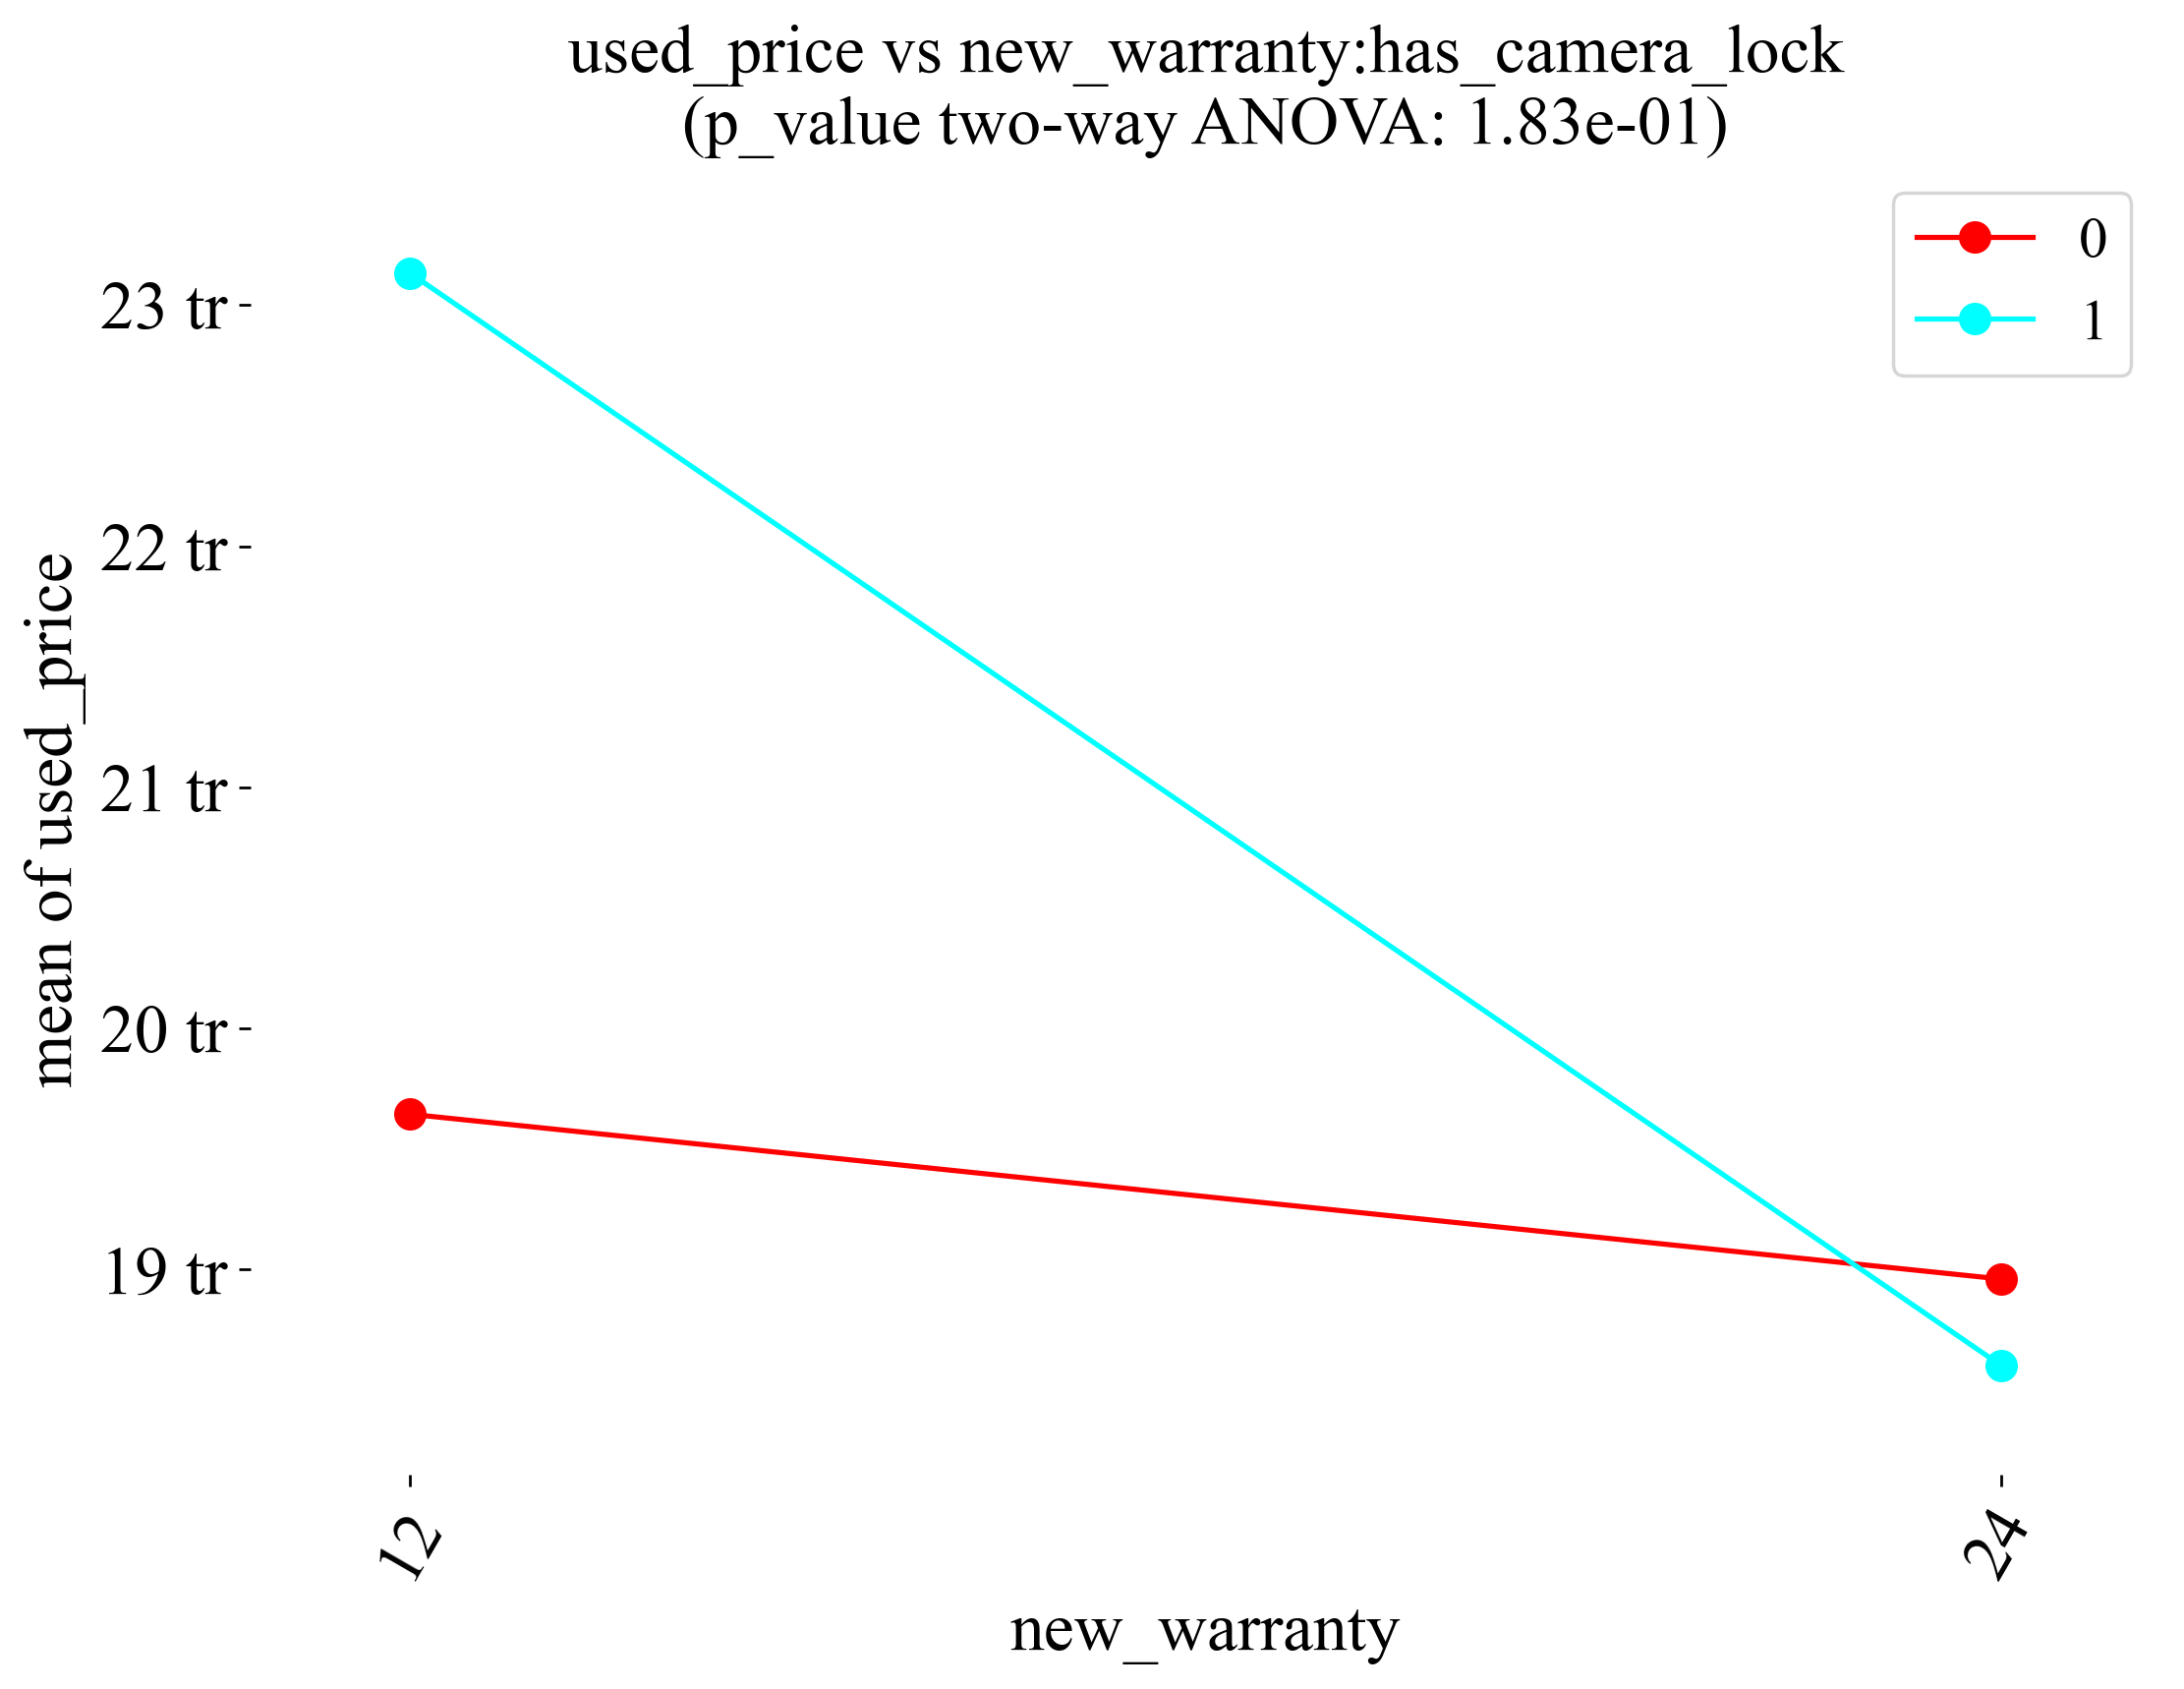 used_price vs new_warranty:has_camera_lock
(p_value two-way ANOVA: 1.83e-01)
0
1
23 tr
22 tr
21 tr
20 tr
19 tr
mean of used_price
12
24
new_warranty